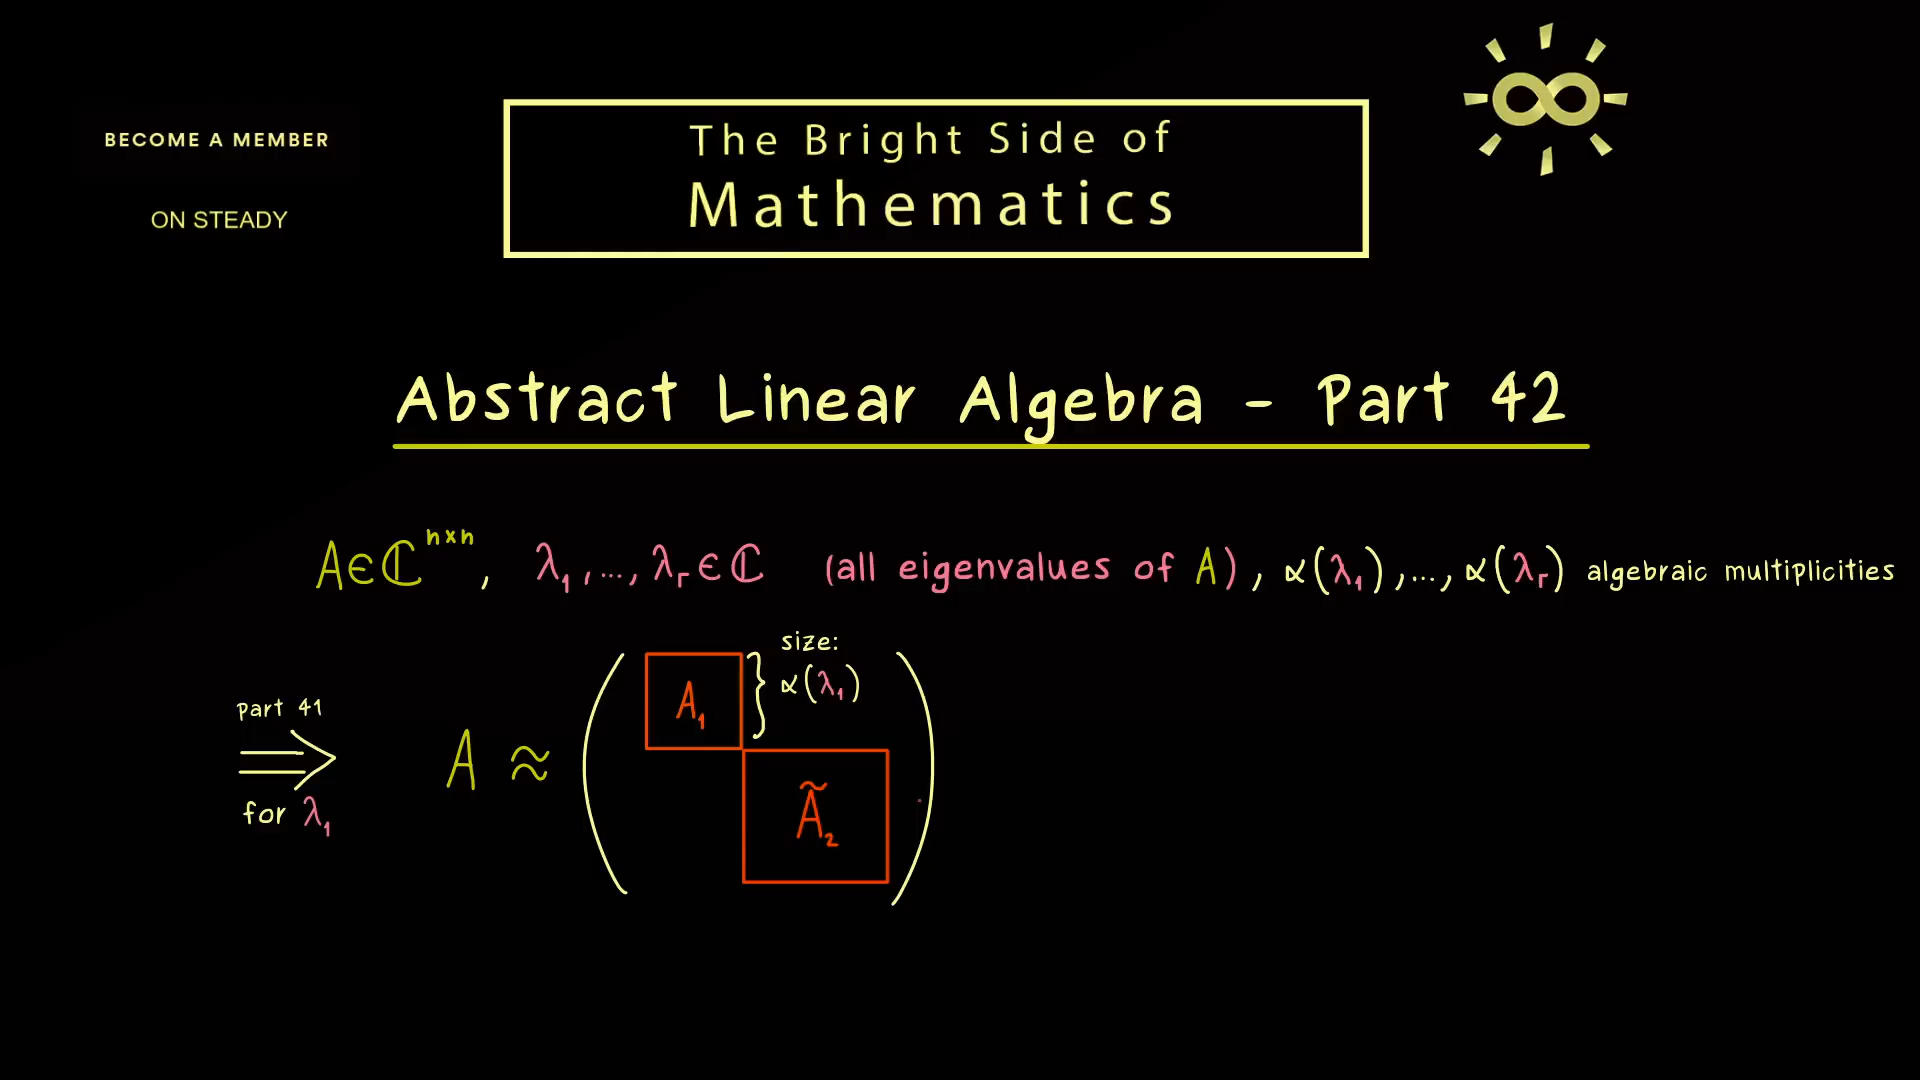 BECOME A MEMBER
ON STEADY
The Bright Side of
Mathematics
Abstract Linear Algebra - Part 42
A∈ℂⁿˣⁿ, λ₁,...,λᵣ∈ℂ (all eigenvalues of A), α(λ₁),...,α(λᵣ) algebraic multiplicities
Part 41
⟹
for λ₁
A ≈ (
A₁
} size:
α(λ₁)
Ã₂
)